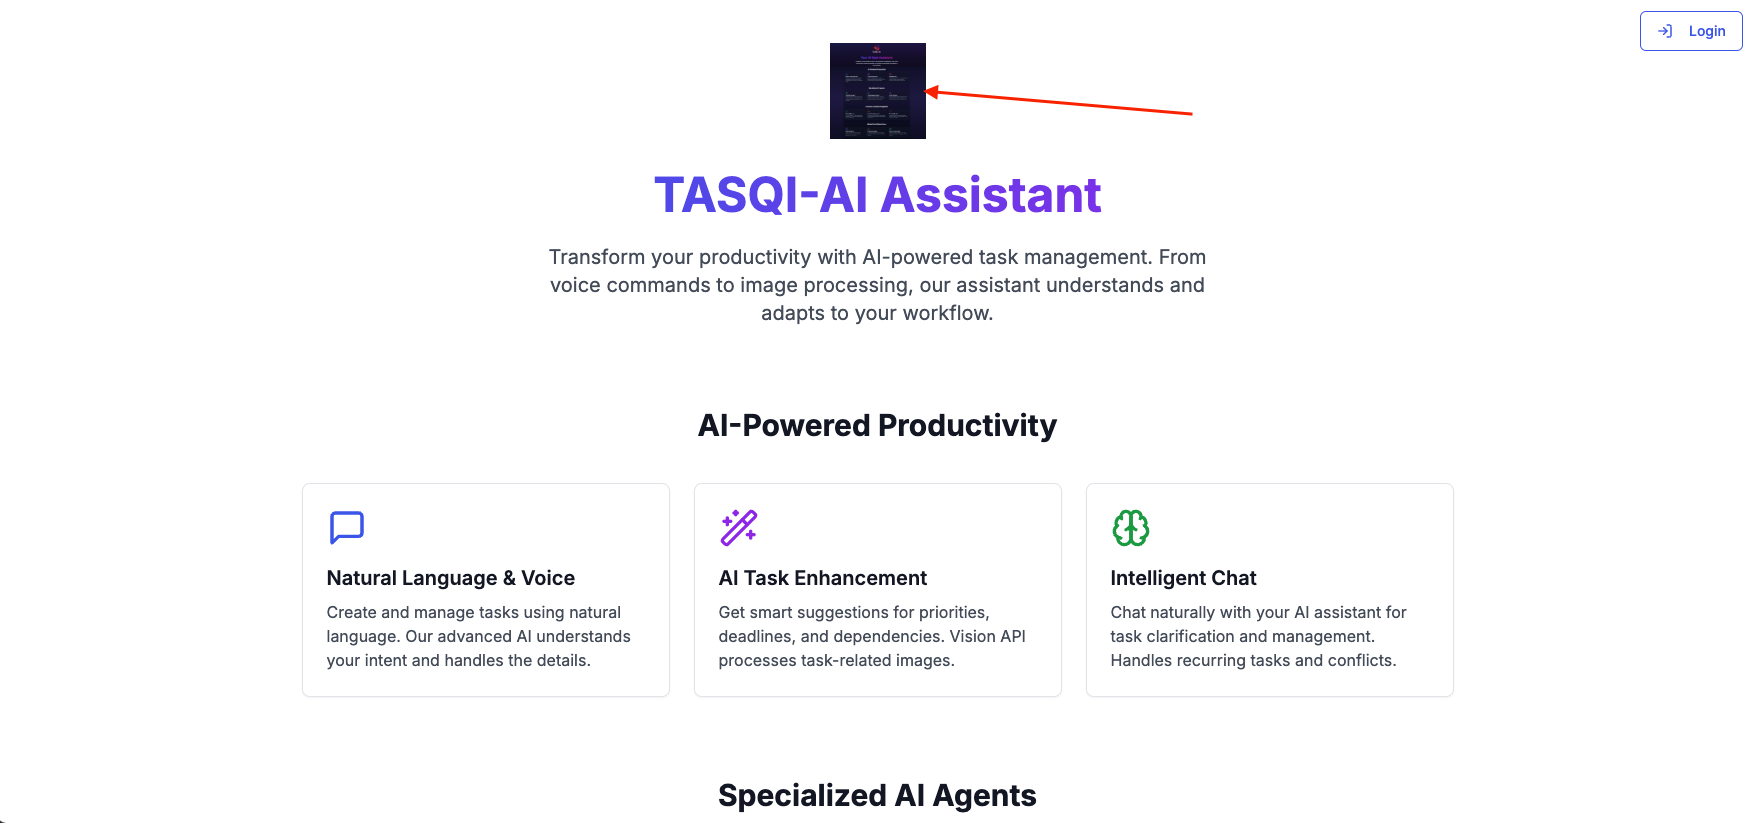 Login
TASQI-AI Assistant
Transform your productivity with AI-powered task management. From
voice commands to image processing, our assistant understands and
adapts to your workflow.
AI-Powered Productivity
Natural Language & Voice
Create and manage tasks using natural
language. Our advanced AI understands
your intent and handles the details.
AI Task Enhancement
Get smart suggestions for priorities,
deadlines, and dependencies. Vision API
processes task-related images.
Intelligent Chat
Chat naturally with your AI assistant for
task clarification and management.
Handles recurring tasks and conflicts.
Specialized AI Agents